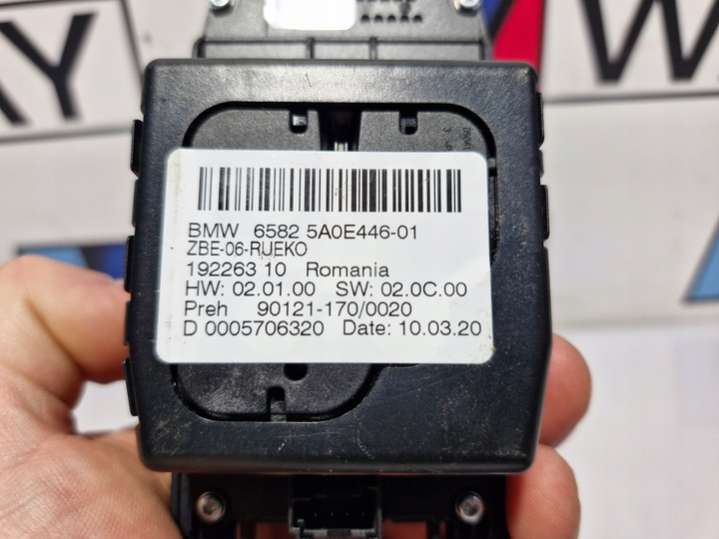 AY
W
BMW 6582 5A0E446-01
ZBE-06-RUEKO
192263 10 Romania
HW: 02.01.00 SW: 02.0C.00
Preh 90121-170/0020
D 0005706320 Date: 10.03.20